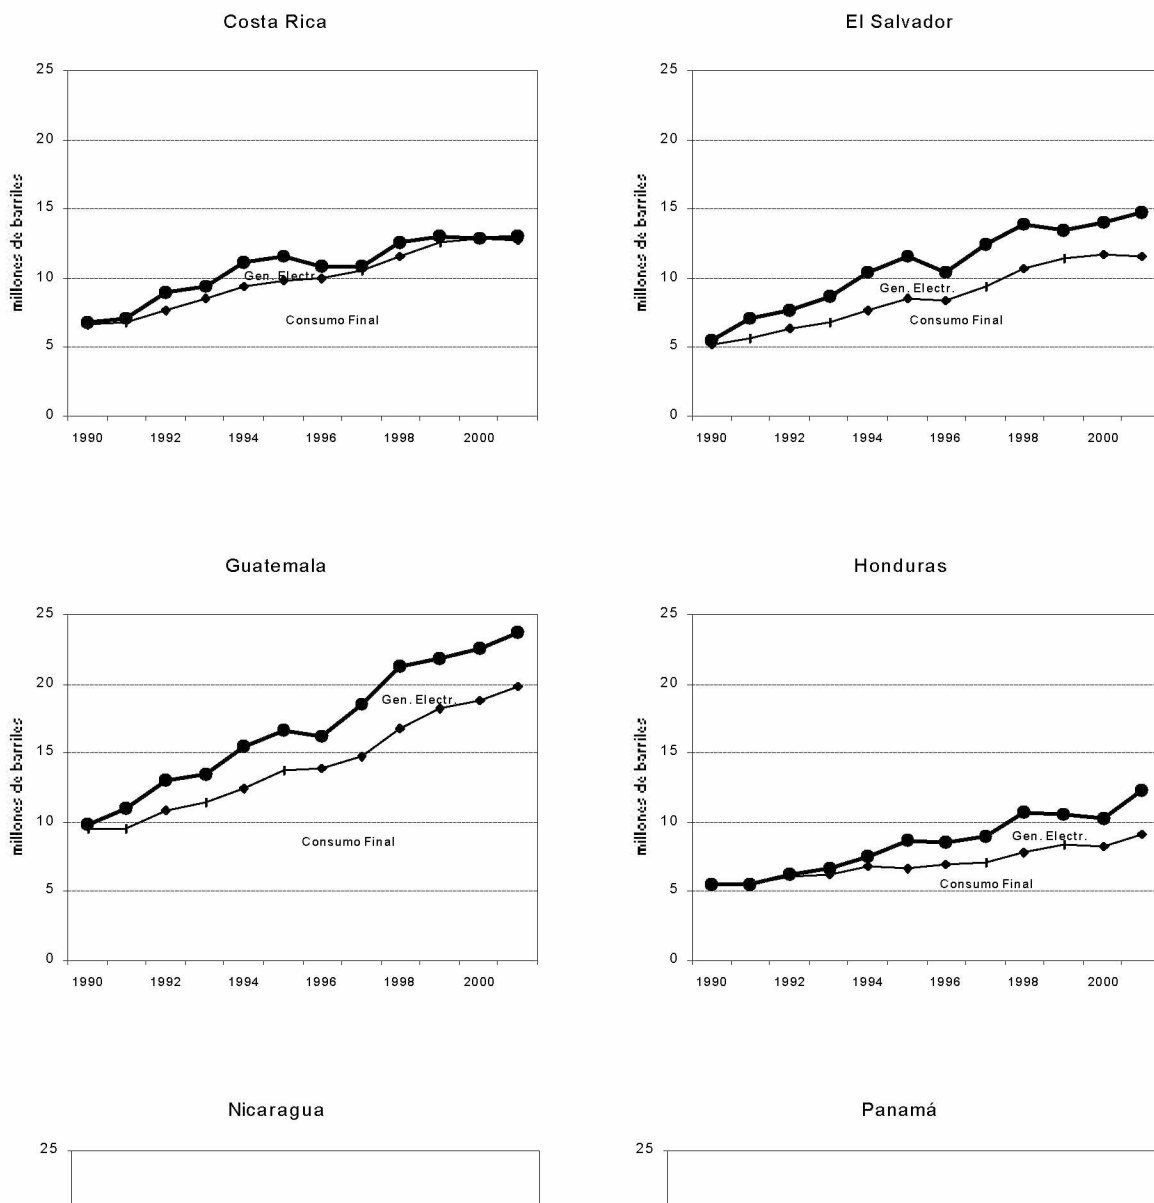 Costa Rica
25
20
15
10
5
0
millones de barriles
Gen. Electr.
Consumo Final
1990 1992 1994 1996 1998 2000
El Salvador
25
20
15
10
5
0
millones de barriles
Gen. Electr.
Consumo Final
1990 1992 1994 1996 1998 2000
Guatemala
25
20
15
10
5
0
millones de barriles
Gen. Electr.
Consumo Final
1990 1992 1994 1996 1998 2000
Honduras
25
20
15
10
5
0
millones de barriles
Gen. Electr.
Consumo Final
1990 1992 1994 1996 1998 2000
Nicaragua
25
Panamá
25